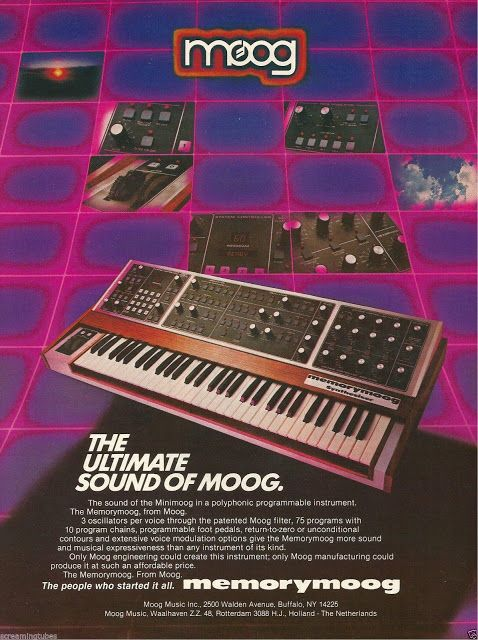 moog
SYSTEM CONTROLLER
memorymoog
Synthesizer
THE
ULTIMATE
SOUND OF MOOG.
The sound of the Minimoog in a polyphonic programmable instrument.
The Memorymoog, from Moog.
3 oscillators per voice through the patented Moog filter, 75 programs with
10 program chains, programmable foot pedals, return-to-zero or unconditional
contours and extensive voice modulation options give the Memorymoog more sound
and musical expressiveness than any instrument of its kind.
Only Moog engineering could create this instrument; only Moog manufacturing could
produce it at such an affordable price.
The Memorymoog. From Moog.
The people who started it all. memorymoog
Moog Music Inc., 2500 Walden Avenue, Buffalo, NY 14225
Moog Music, Waalhaven Z.Z. 48, Rotterdam 3088 H.J., Holland - The Netherlands
screamingtubes